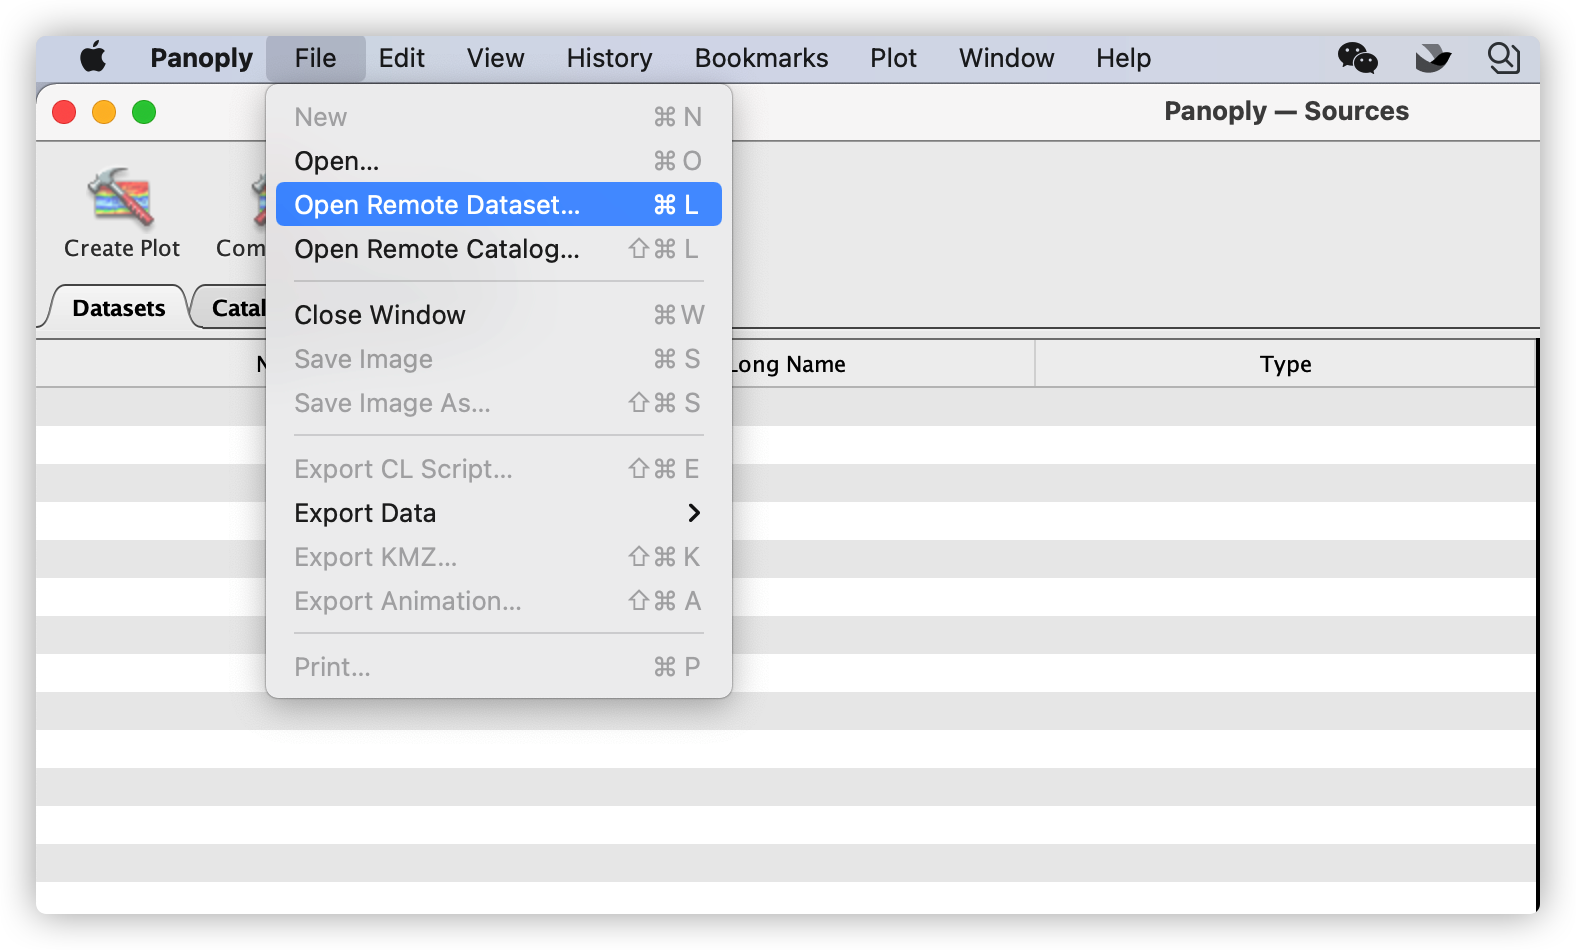 Panoply File Edit View History Bookmarks Plot Window Help
Panoply — Sources
New ⌘ N
Open... ⌘ O
Open Remote Dataset... ⌘ L
Open Remote Catalog... ⇧⌘ L
Close Window ⌘ W
Save Image ⌘ S
Save Image As... ⇧⌘ S
Export CL Script... ⇧⌘ E
Export Data
Export KMZ... ⇧⌘ K
Export Animation... ⇧⌘ A
Print... ⌘ P
Create Plot Com
Datasets Catal
N Long Name Type